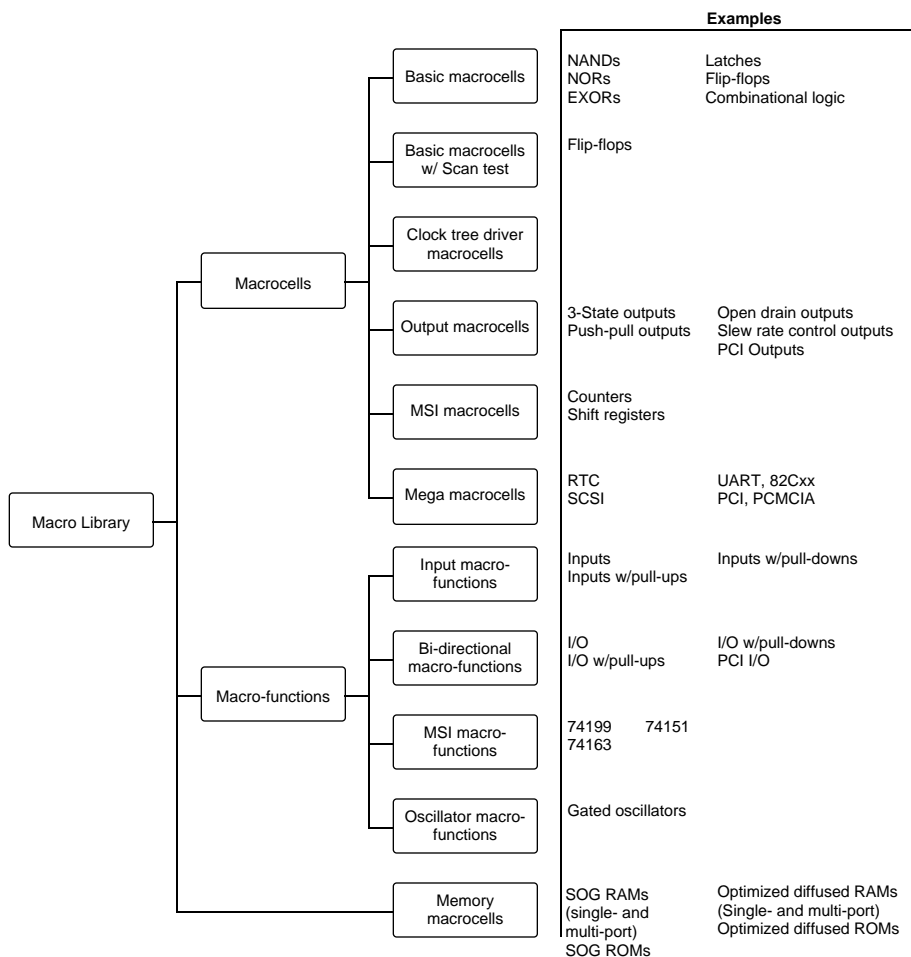 Examples
Basic macrocells
NANDs
NORs
EXORs
Latches
Flip-flops
Combinational logic
Basic macrocells
w/ Scan test
Flip-flops
Clock tree driver
macrocells
Macrocells
Output macrocells
3-State outputs
Push-pull outputs
Open drain outputs
Slew rate control outputs
PCI Outputs
MSI macrocells
Counters
Shift registers
Mega macrocells
RTC
SCSI
UART, 82Cxx
PCI, PCMCIA
Macro Library
Input macro-
functions
Inputs
Inputs w/pull-ups
Inputs w/pull-downs
Bi-directional
macro-functions
I/O
I/O w/pull-ups
I/O w/pull-downs
PCI I/O
Macro-functions
MSI macro-
functions
74199 74151
74163
Oscillator macro-
functions
Gated oscillators
Memory
macrocells
SOG RAMs
(single- and
multi-port)
SOG ROMs
Optimized diffused RAMs
(Single- and multi-port)
Optimized diffused ROMs